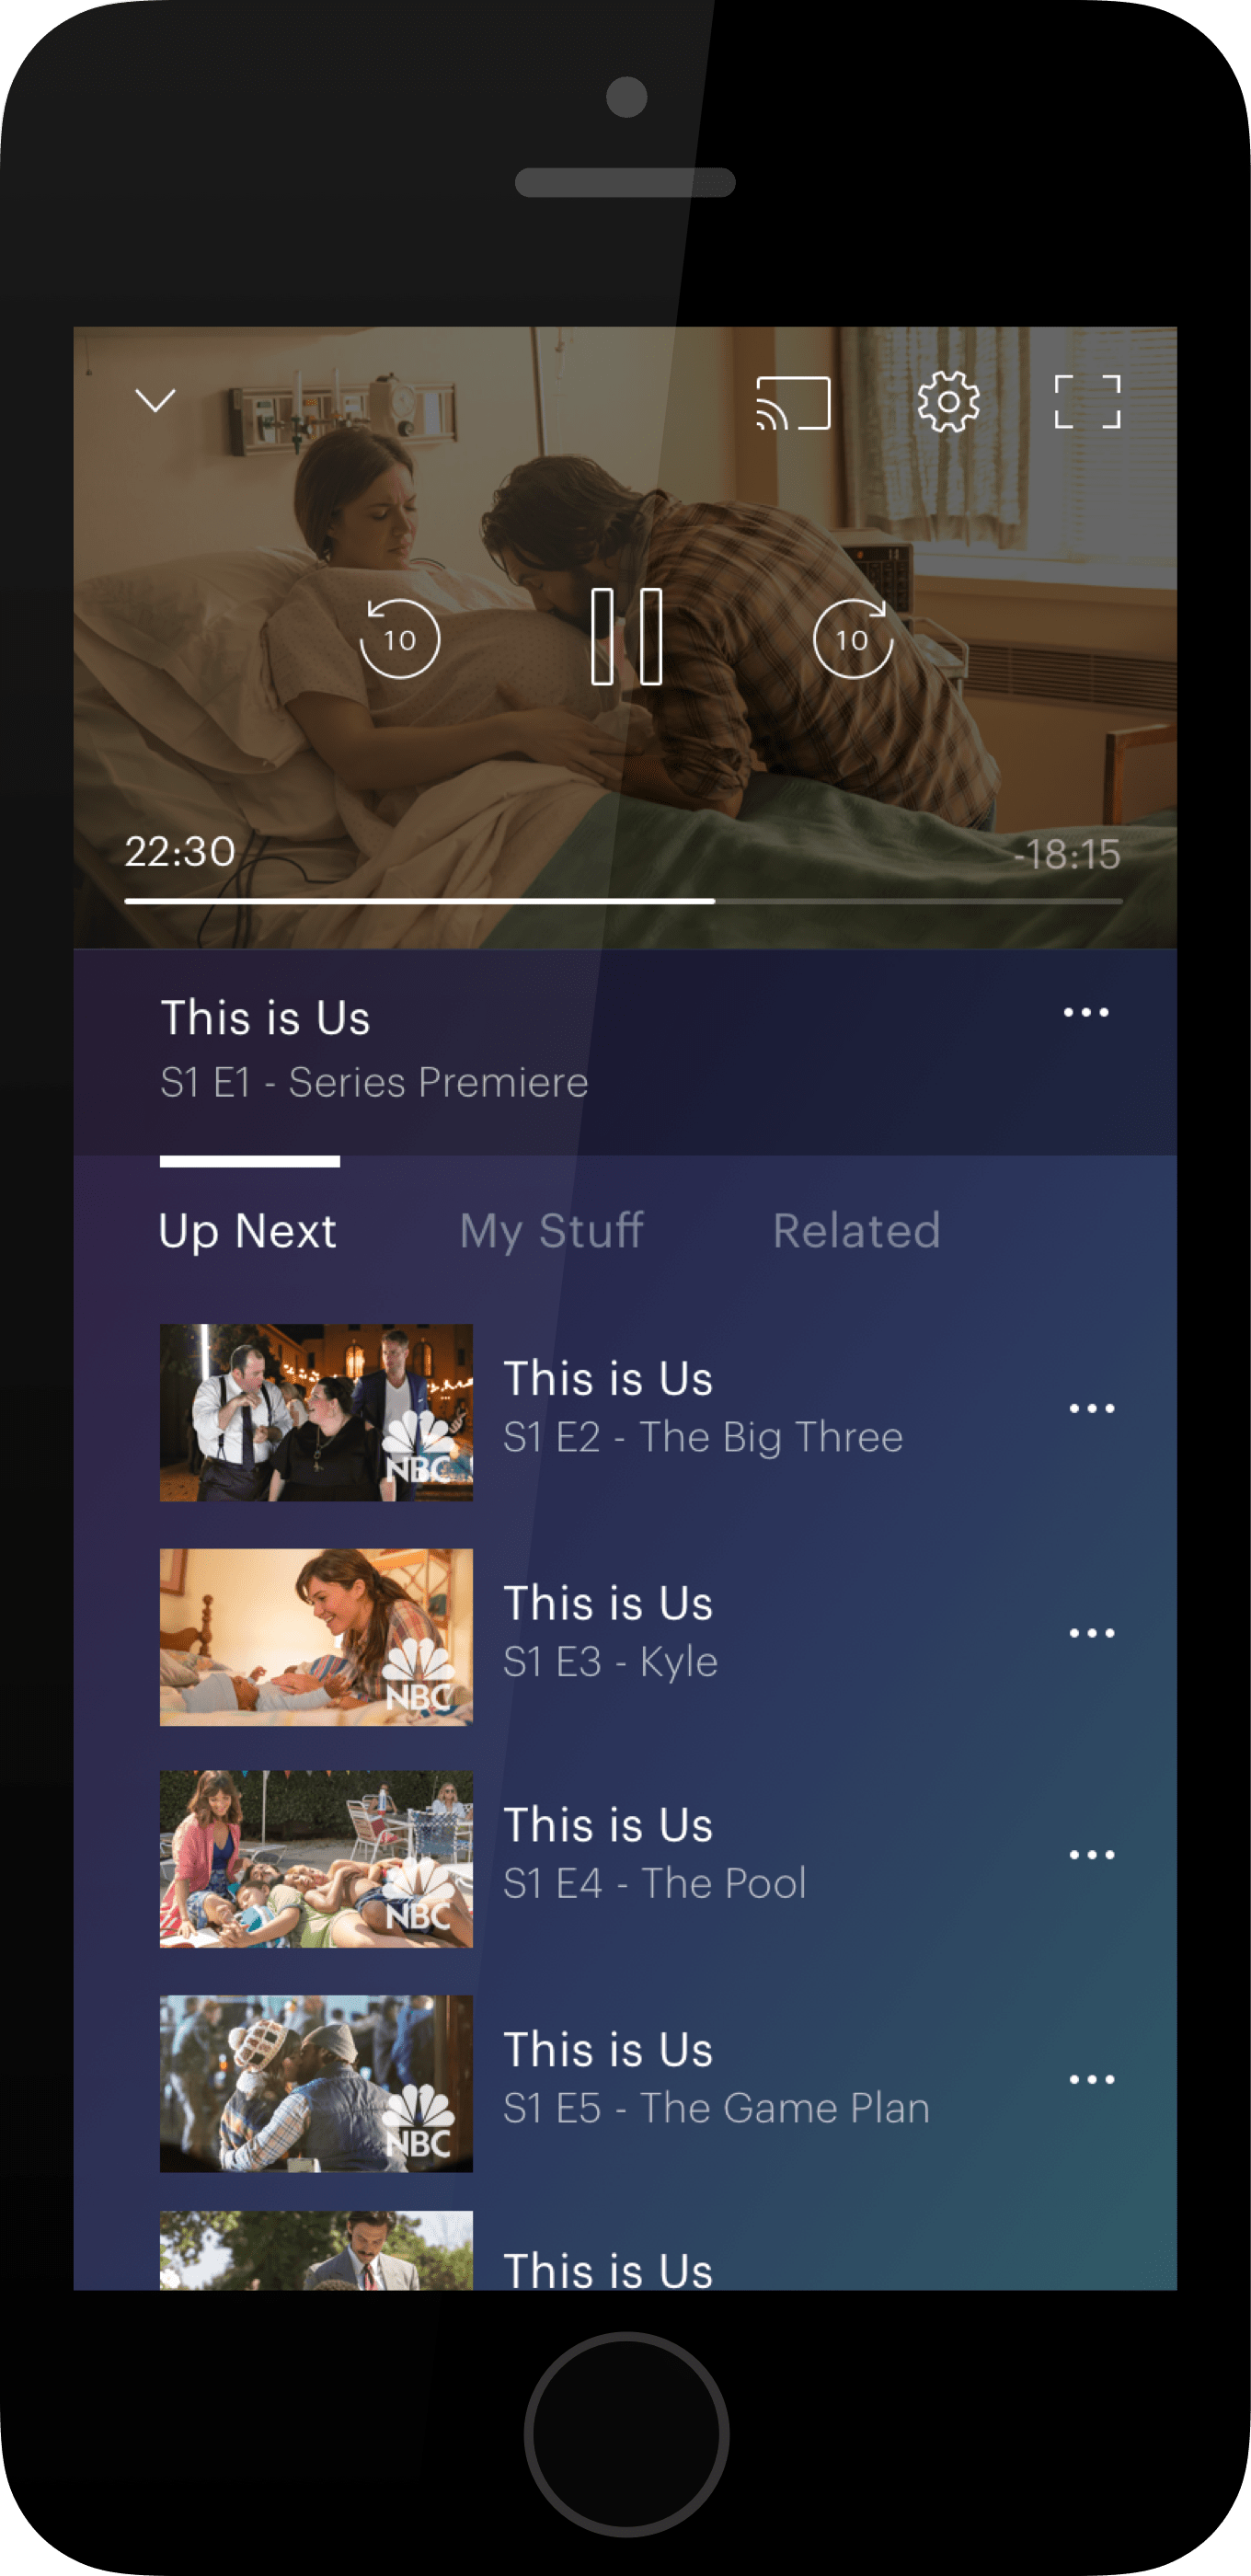 10
10
22:30
-18:15
This is Us
S1 E1 - Series Premiere
Up Next
My Stuff
Related
This is Us
S1 E2 - The Big Three
NBC
This is Us
S1 E3 - Kyle
NBC
This is Us
S1 E4 - The Pool
NBC
This is Us
S1 E5 - The Game Plan
NBC
This is Us